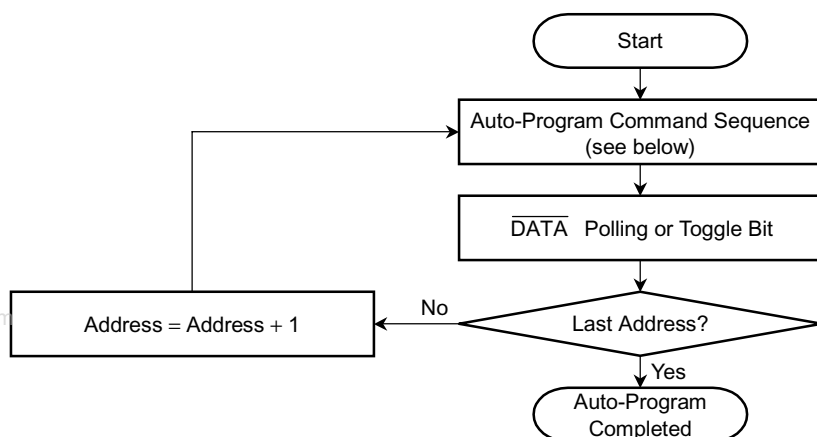 Start
Auto-Program Command Sequence
(see below)
DATA Polling or Toggle Bit
Address = Address + 1
No
Last Address?
Yes
Auto-Program
Completed